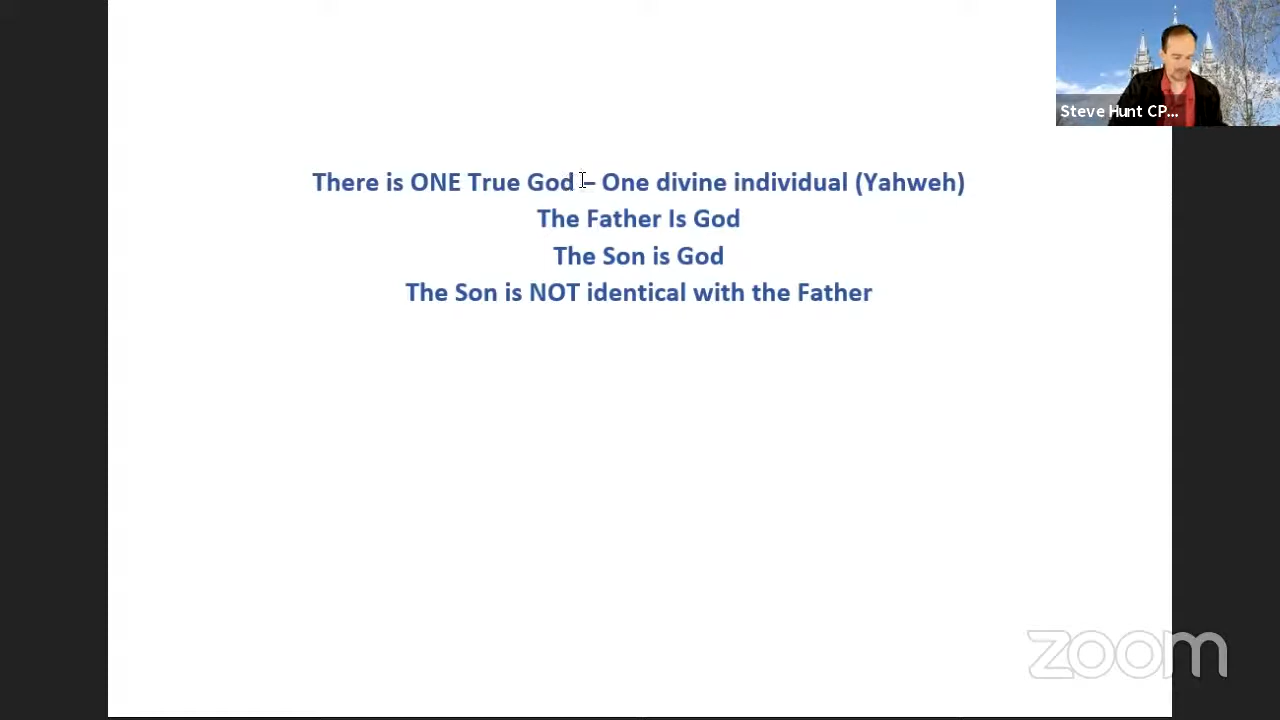 Steve Hunt CP...
There is ONE True God – One divine individual (Yahweh)
The Father Is God
The Son is God
The Son is NOT identical with the Father
zoom